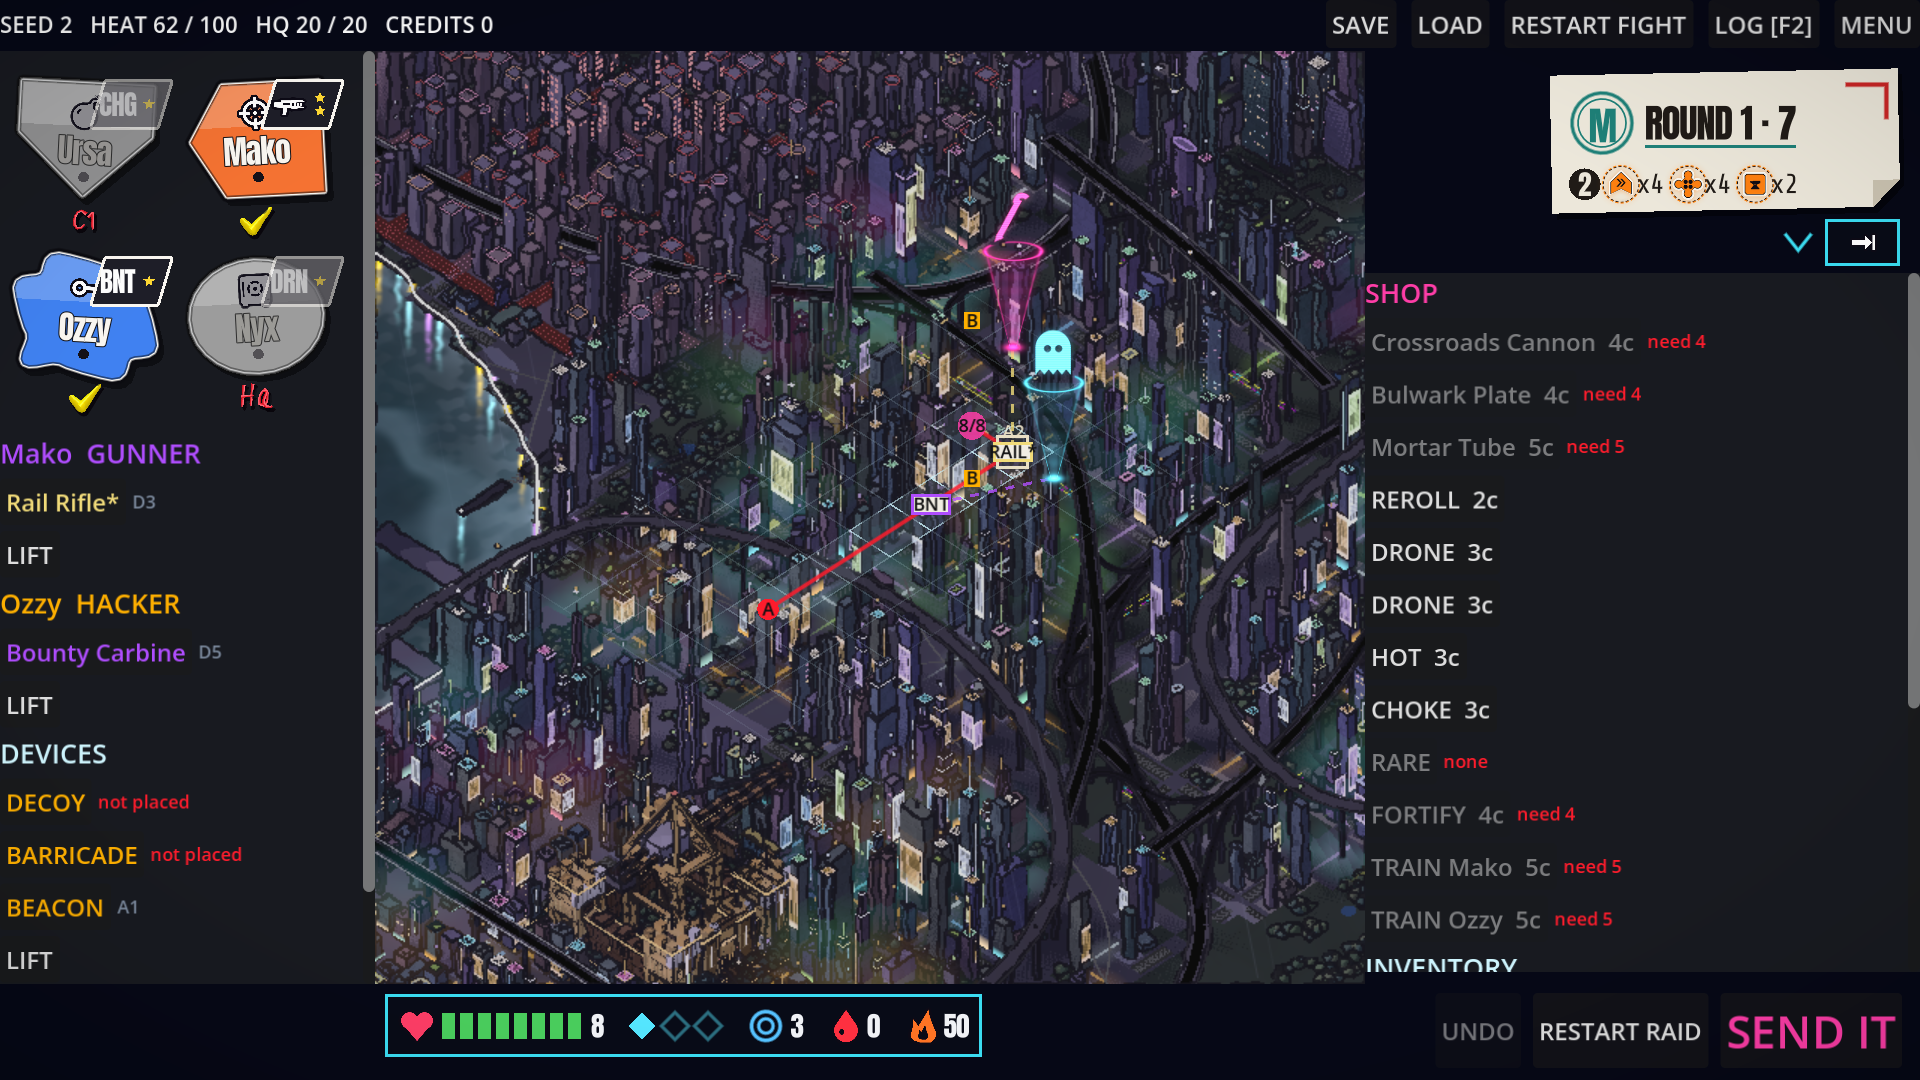 SEED 2 HEAT 62 / 100 HQ 20 / 20 CREDITS 0
SAVE LOAD RESTART FIGHT LOG [F2] MENU
CHG
Ursa
C1
Mako
BNT
Ozzy
DRN
Nyx
HQ
Mako GUNNER
Rail Rifle* D3
LIFT
Ozzy HACKER
Bounty Carbine D5
LIFT
DEVICES
DECOY not placed
BARRICADE not placed
BEACON A1
LIFT
B
8/8
RAIL*
B
BNT
A
M ROUND 1 · 7
2 x4 x4 x2
SHOP
Crossroads Cannon 4c need 4
Bulwark Plate 4c need 4
Mortar Tube 5c need 5
REROLL 2c
DRONE 3c
DRONE 3c
HOT 3c
CHOKE 3c
RARE none
FORTIFY 4c need 4
TRAIN Mako 5c need 5
TRAIN Ozzy 5c need 5
INVENTORY
8 3 0 50
UNDO RESTART RAID SEND IT